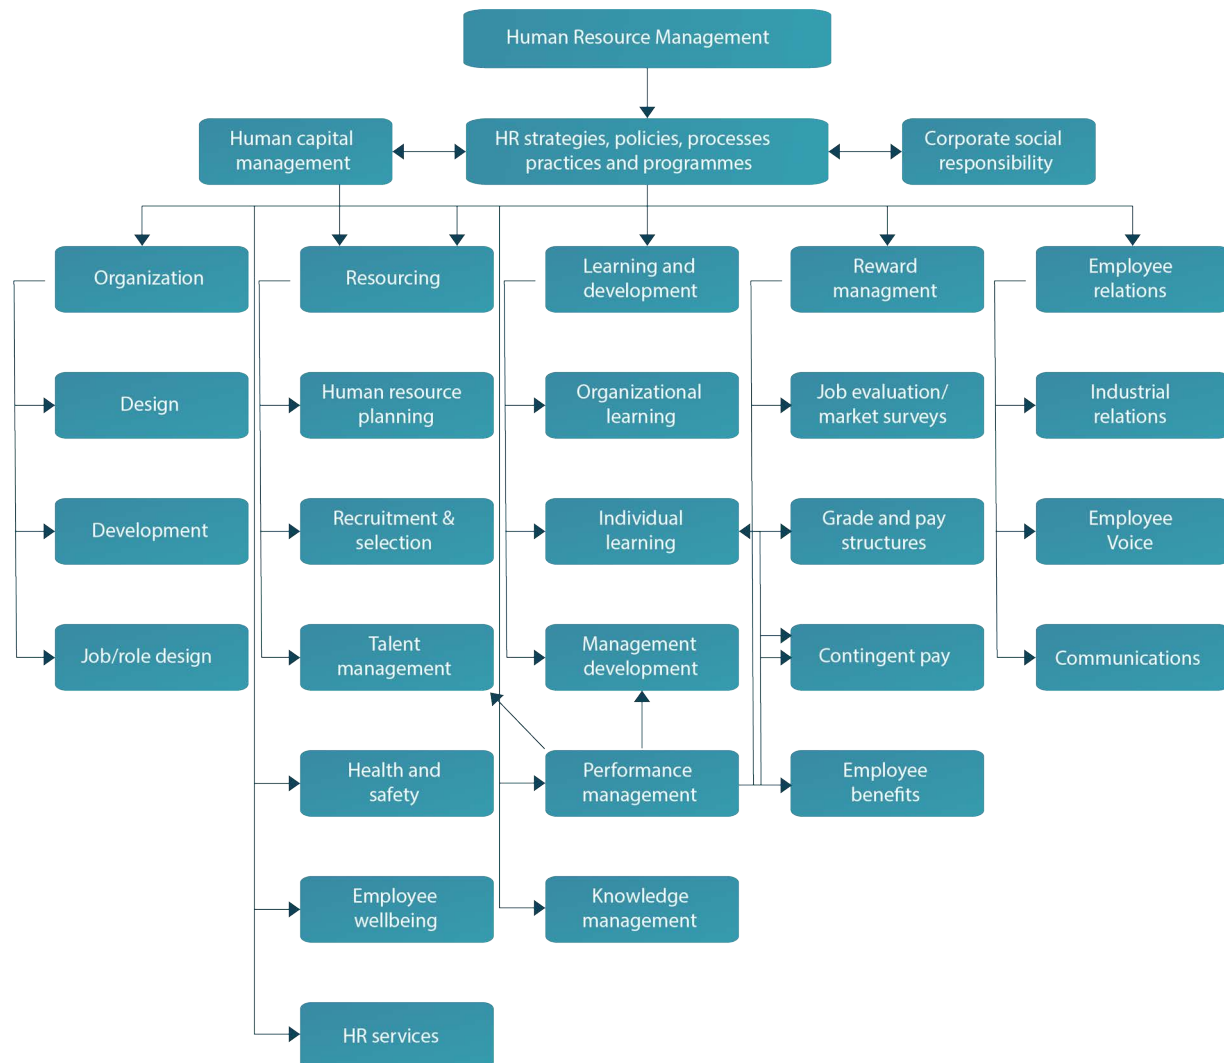 Human Resource Management
Human capital
management
HR strategies, policies, processes
practices and programmes
Corporate social
responsibility
Organization
Resourcing
Learning and
development
Reward
managment
Employee
relations
Design
Human resource
planning
Organizational
learning
Job evaluation/
market surveys
Industrial
relations
Development
Recruitment &
selection
Individual
learning
Grade and pay
structures
Employee
Voice
Job/role design
Talent
management
Management
development
Contingent pay
Communications
Health and
safety
Performance
management
Employee
benefits
Employee
wellbeing
Knowledge
management
HR services